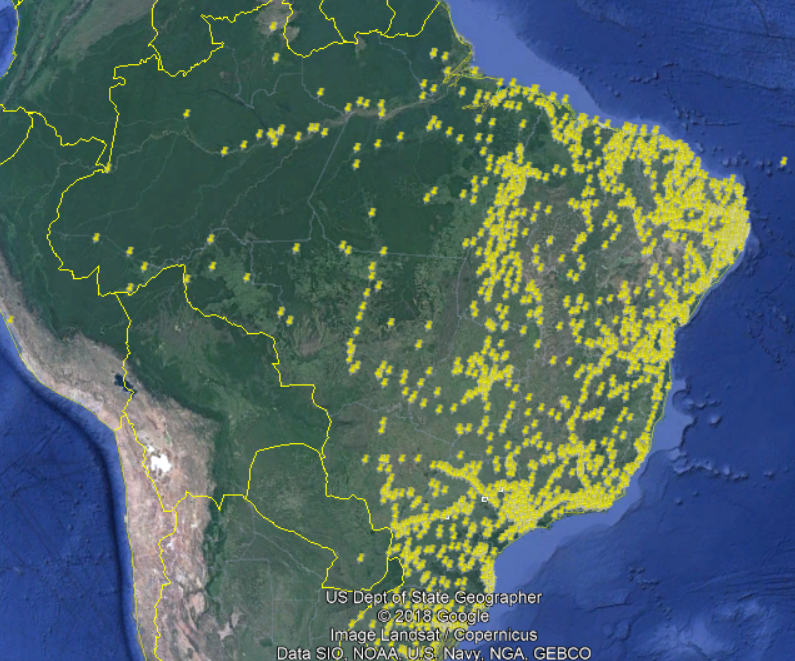 US Dept of State Geographer
© 2018 Google
Image Landsat / Copernicus
Data SIO, NOAA, U.S. Navy, NGA, GEBCO